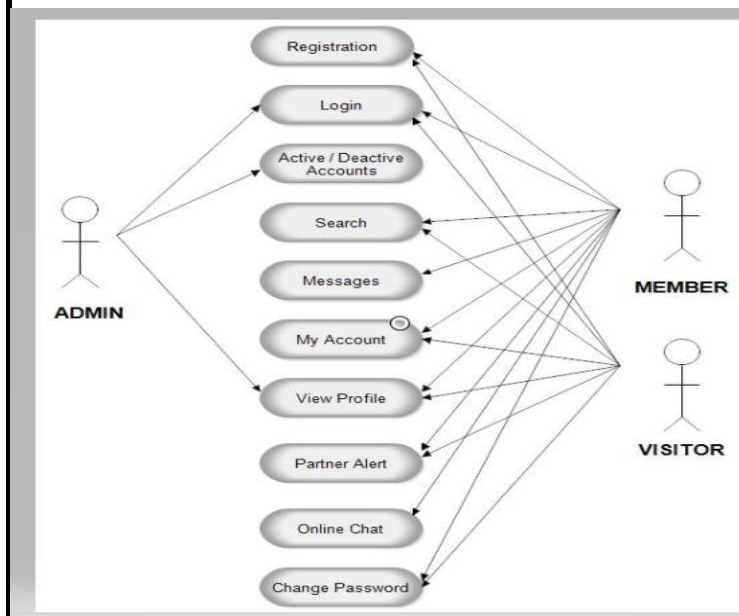 Registration
Login
Active / Deactive
Accounts
Search
Messages
My Account
View Profile
Partner Alert
Online Chat
Change Password
ADMIN
MEMBER
VISITOR